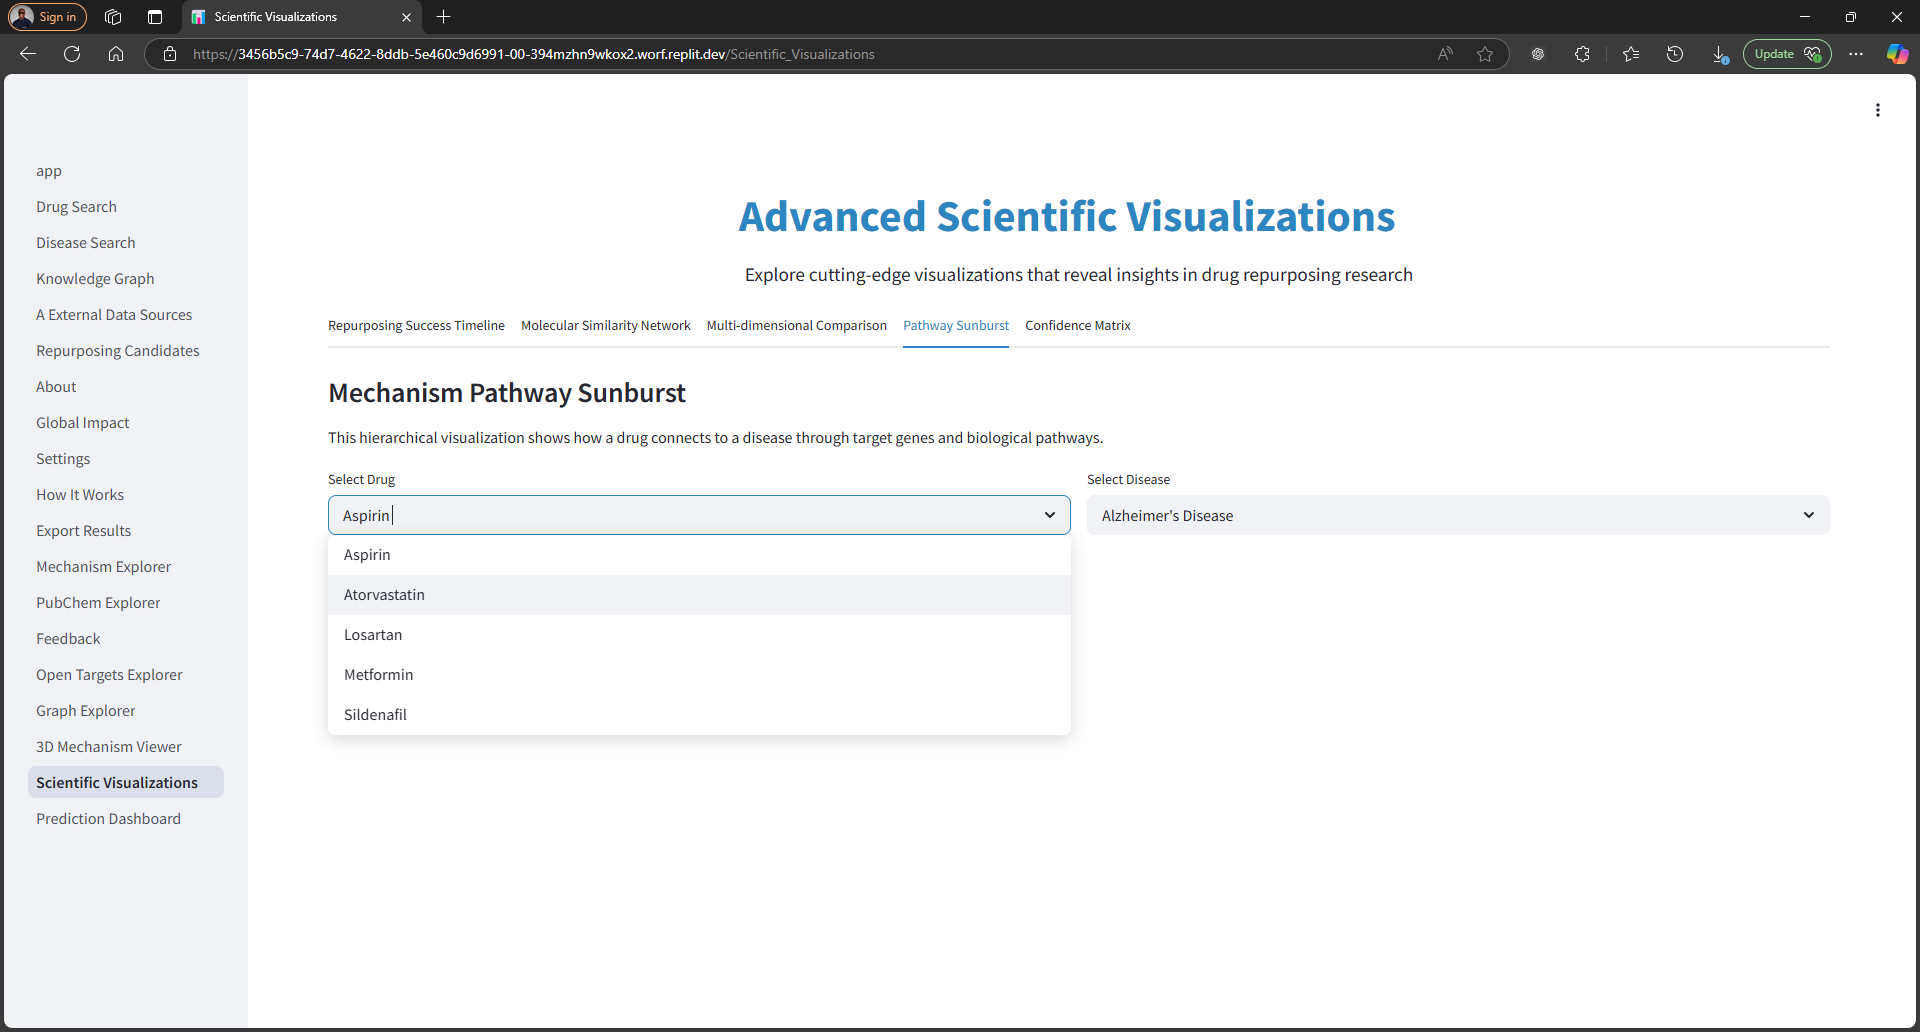 Sign in
Scientific Visualizations
https://3456b5c9-74d7-4622-8ddb-5e460c9d6991-00-394mzhn9wkox2.worf.replit.dev/Scientific_Visualizations
Update
app
Drug Search
Disease Search
Knowledge Graph
A External Data Sources
Repurposing Candidates
About
Global Impact
Settings
How It Works
Export Results
Mechanism Explorer
PubChem Explorer
Feedback
Open Targets Explorer
Graph Explorer
3D Mechanism Viewer
Scientific Visualizations
Prediction Dashboard
Advanced Scientific Visualizations
Explore cutting-edge visualizations that reveal insights in drug repurposing research
Repurposing Success Timeline Molecular Similarity Network Multi-dimensional Comparison Pathway Sunburst Confidence Matrix
Mechanism Pathway Sunburst
This hierarchical visualization shows how a drug connects to a disease through target genes and biological pathways.
Select Drug
Aspirin
Aspirin
Atorvastatin
Losartan
Metformin
Sildenafil
Select Disease
Alzheimer's Disease